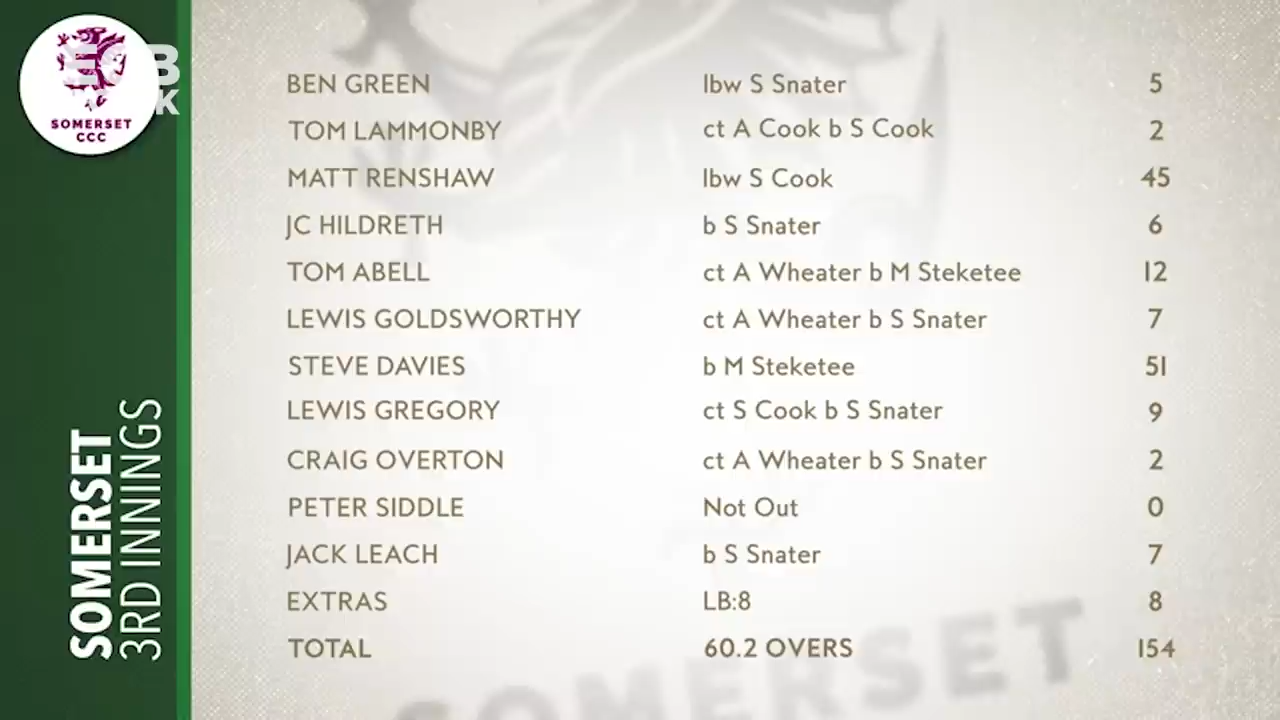 SOMERSET
CCC
BEN GREEN lbw S Snater 5
TOM LAMMONBY ct A Cook b S Cook 2
MATT RENSHAW lbw S Cook 45
JC HILDRETH b S Snater 6
TOM ABELL ct A Wheater b M Steketee 12
LEWIS GOLDSWORTHY ct A Wheater b S Snater 7
STEVE DAVIES b M Steketee 51
LEWIS GREGORY ct S Cook b S Snater 9
CRAIG OVERTON ct A Wheater b S Snater 2
PETER SIDDLE Not Out 0
JACK LEACH b S Snater 7
EXTRAS LB:8 8
TOTAL 60.2 OVERS 154
SOMERSET
3RD INNINGS
SOMERSET